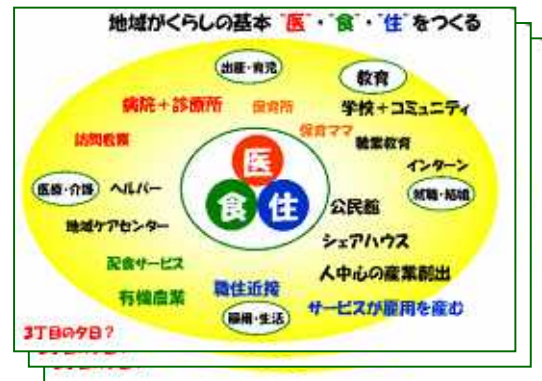 地域がくらしの基本 "医"・"食"・"住" をつくる
出産・育児
教育
病院+診療所
保育所
学校+コミュニティ
訪問看護
保育ママ
職業教育
医
インターン
医療・介護
ヘルパー
食
住
就職・結婚
公民館
地域ケアセンター
シェアハウス
配食サービス
人中心の産業創出
有機農業
職住近接
サービスが雇用を産む
雇用・生活
3丁目の夕日?